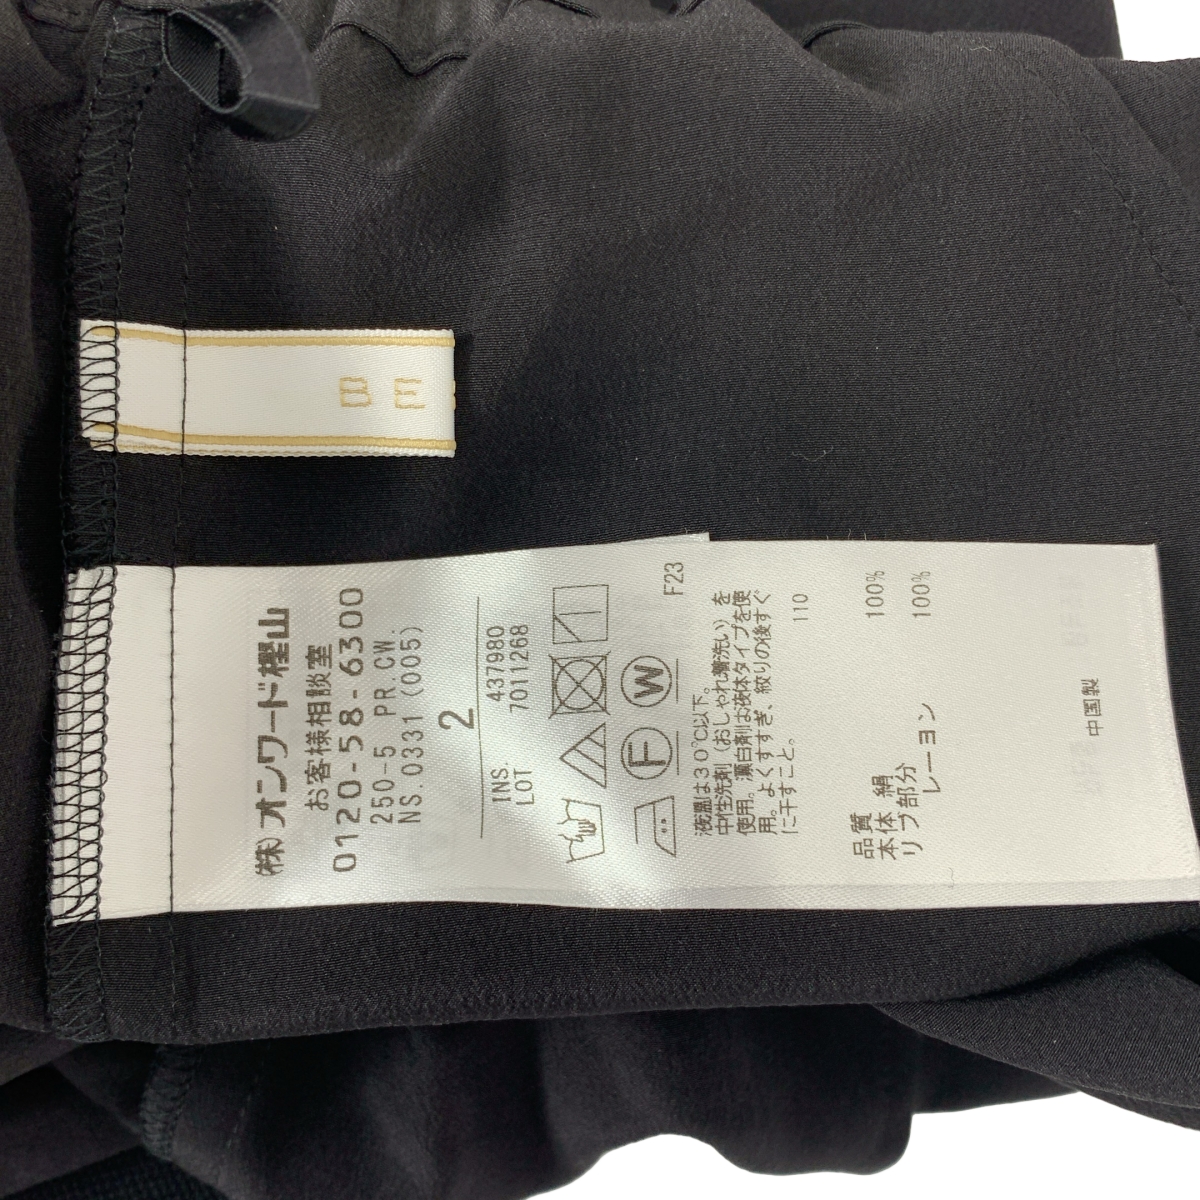 BE
(株)オンワード樫山
お客様相談室
0120-58-6300
250-5 PR.CW.
NS.0331(005)
2
INS. 437980
LOT 7011268
F W
F23
液温は30℃以下。
中性洗剤(おしゃれ着洗い)を
使用。漂白剤は液体タイプを使
用。よくすすぎ、絞りの後すぐ
に干すこと。
110
品質
本体 絹 100%
リブ部分
レーヨン 100%
中国製